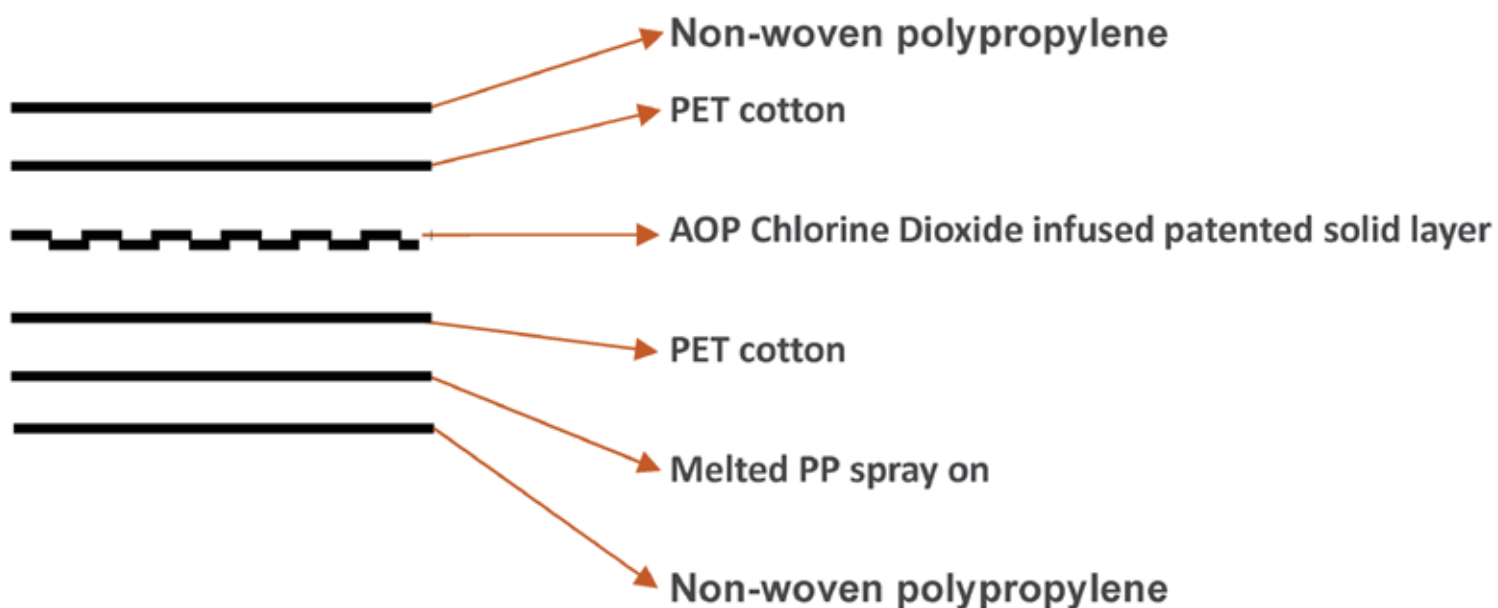 Non-woven polypropylene
PET cotton
AOP Chlorine Dioxide infused patented solid layer
PET cotton
Melted PP spray on
Non-woven polypropylene